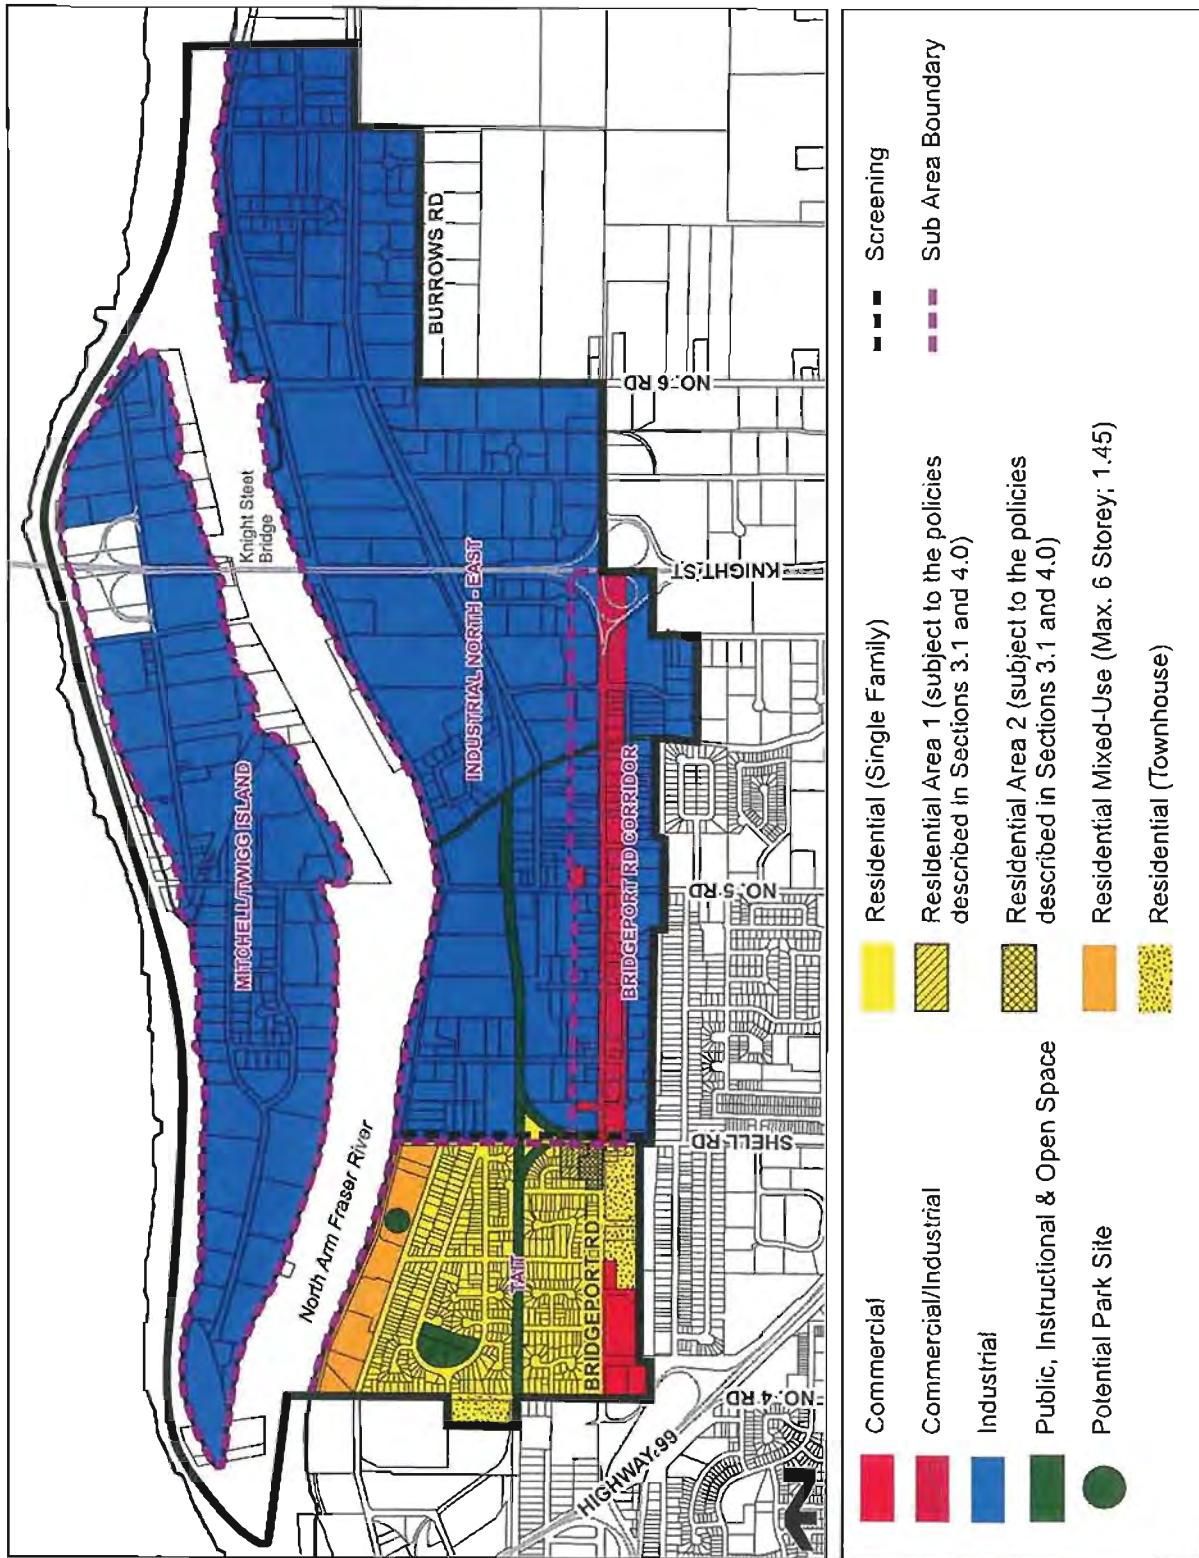 MITCHELL/TWIGG ISLAND
Knight Steet
Bridge
BURROWS RD
NO. 6 RD
INDUSTRIAL NORTH - EAST
KNIGHT ST
North Arm Fraser River
BRIDGEPORT RD CORRIDOR
NO. 5 RD
TAIT
BRIDGEPORT RD
SHELL RD
NO. 4 RD
HIGHWAY 99
N
Commercial
Commercial/Industrial
Industrial
Public, Instructional & Open Space
Potential Park Site
Residential (Single Family)
Residential Area 1 (subject to the policies
described in Sections 3.1 and 4.0)
Residential Area 2 (subject to the policies
described in Sections 3.1 and 4.0)
Residential Mixed-Use (Max. 6 Storey; 1.45)
Residential (Townhouse)
Screening
Sub Area Boundary